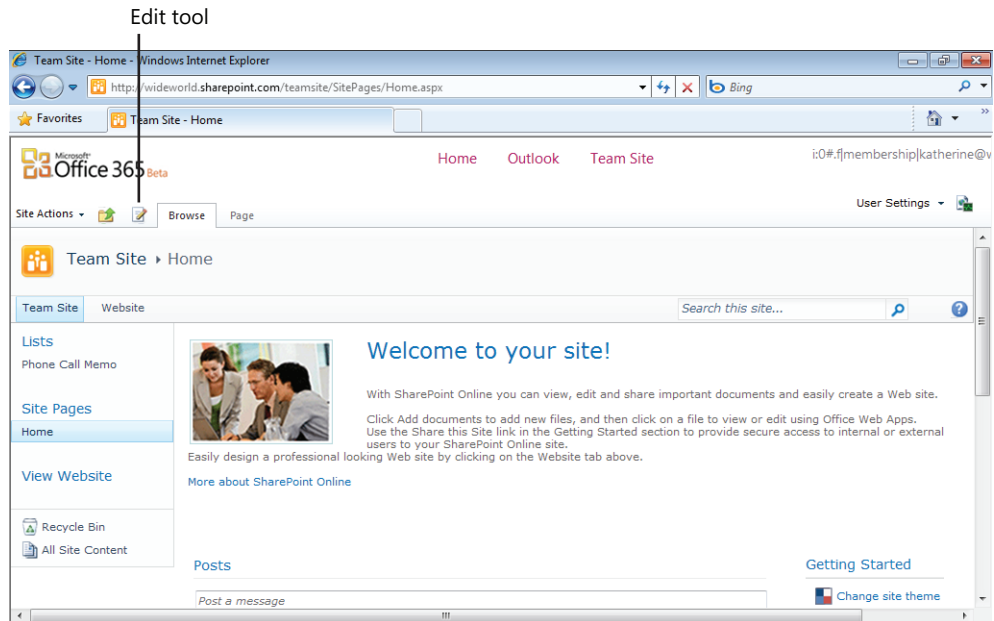 Edit tool
Team Site - Home - Windows Internet Explorer
http://wideworld.sharepoint.com/teamsite/SitePages/Home.aspx
Bing
Favorites
Team Site - Home
Microsoft®
Office 365 Beta
Home Outlook Team Site
i:0#.f|membership|katherine@
Site Actions
Browse Page
User Settings
Team Site Home
Team Site Website
Search this site...
Lists
Phone Call Memo
Site Pages
Home
View Website
Recycle Bin
All Site Content
Welcome to your site!
With SharePoint Online you can view, edit and share important documents and easily create a Web site.
Click Add documents to add new files, and then click on a file to view or edit using Office Web Apps.
Use the Share this Site link in the Getting Started section to provide secure access to internal or external
users to your SharePoint Online site.
Easily design a professional looking Web site by clicking on the Website tab above.
More about SharePoint Online
Posts
Post a message
Getting Started
Change site theme